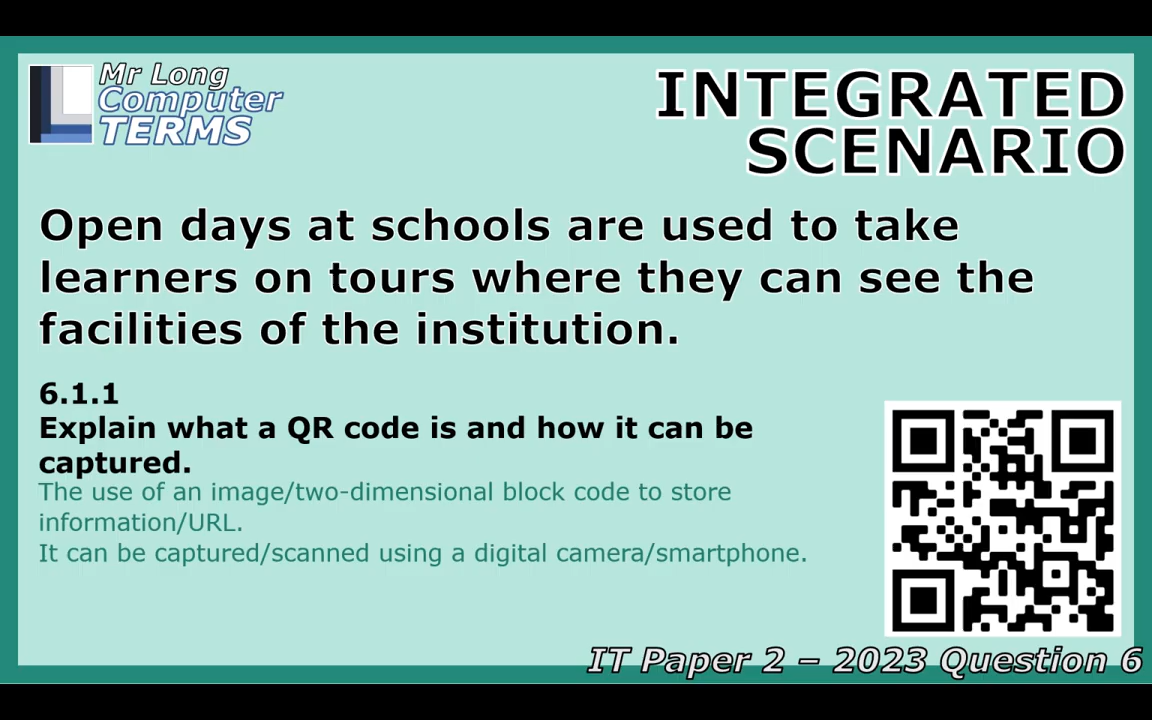 Mr Long
Computer
TERMS
INTEGRATED
SCENARIO
Open days at schools are used to take
learners on tours where they can see the
facilities of the institution.
6.1.1
Explain what a QR code is and how it can be
captured.
The use of an image/two-dimensional block code to store
information/URL.
It can be captured/scanned using a digital camera/smartphone.
IT Paper 2 – 2023 Question 6